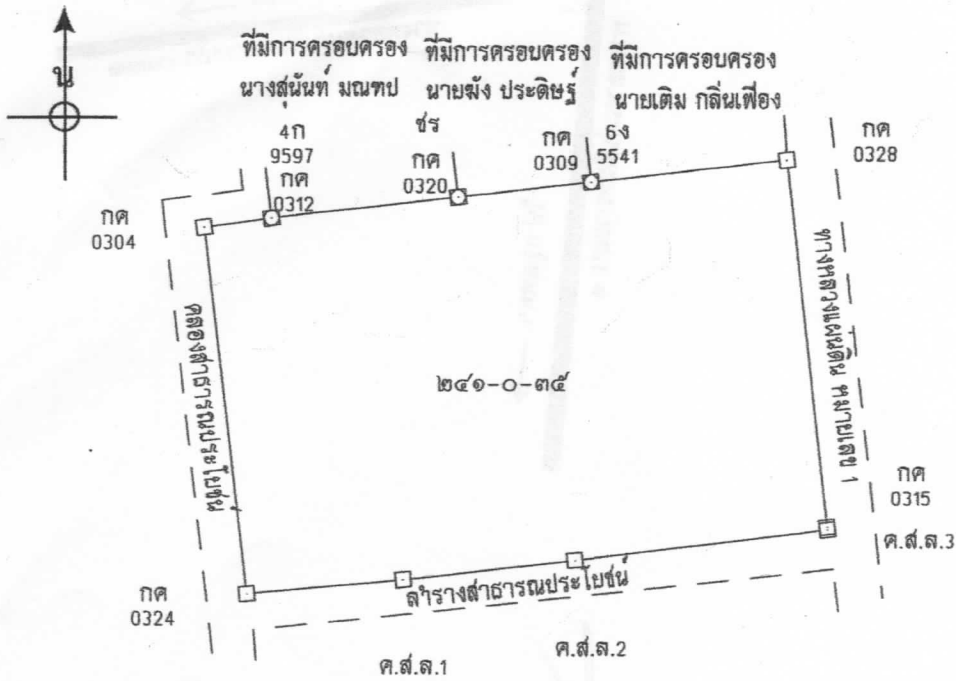 น
ที่มีการครอบครอง
นางสุนันท์ มณฑป
ที่มีการครอบครอง
นายฆัง ประดิษฐ์
ชร
ที่มีการครอบครอง
นายเติม กลิ่นเฟื่อง
4ก
9597
กค
0312
กค
0320
กค
0309
6ง
5541
กค
0328
กค
0304
คลองสาธารณประโยชน์
ทางหลวงแผ่นดิน หมายเลข 1
๒๔๑-๐-๓๕
กค
0315
ค.ส.ล.3
กค
0324
ลำรางสาธารณประโยชน์
ค.ส.ล.1
ค.ส.ล.2